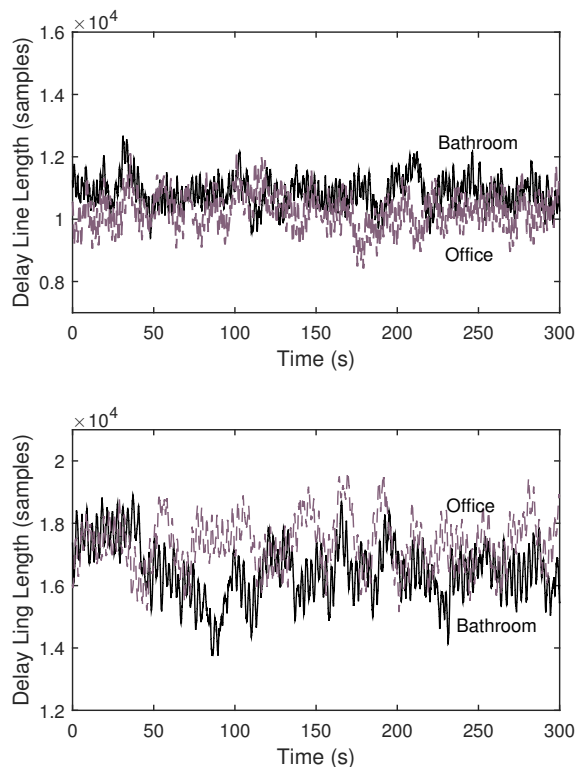 ×10⁴
1.6
1.4
1.2
1
0.8
Delay Line Length (samples)
Bathroom
Office
0 50 100 150 200 250 300
Time (s)
×10⁴
2
1.8
1.6
1.4
1.2
Delay Ling Length (samples)
Office
Bathroom
0 50 100 150 200 250 300
Time (s)